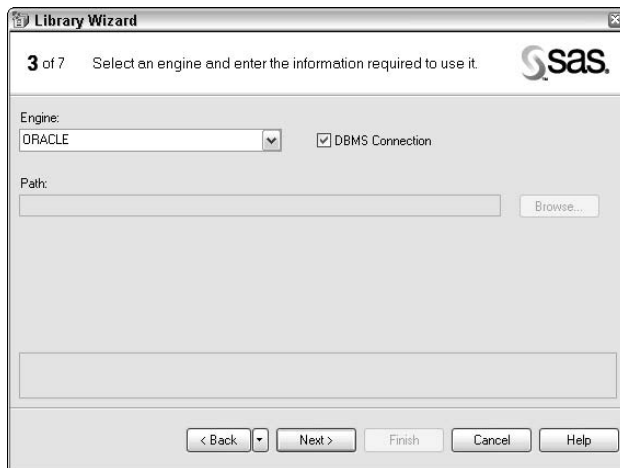 Library Wizard
3 of 7 Select an engine and enter the information required to use it.
sas.
Engine:
ORACLE
DBMS Connection
Path:
Browse...
< Back
Next >
Finish
Cancel
Help